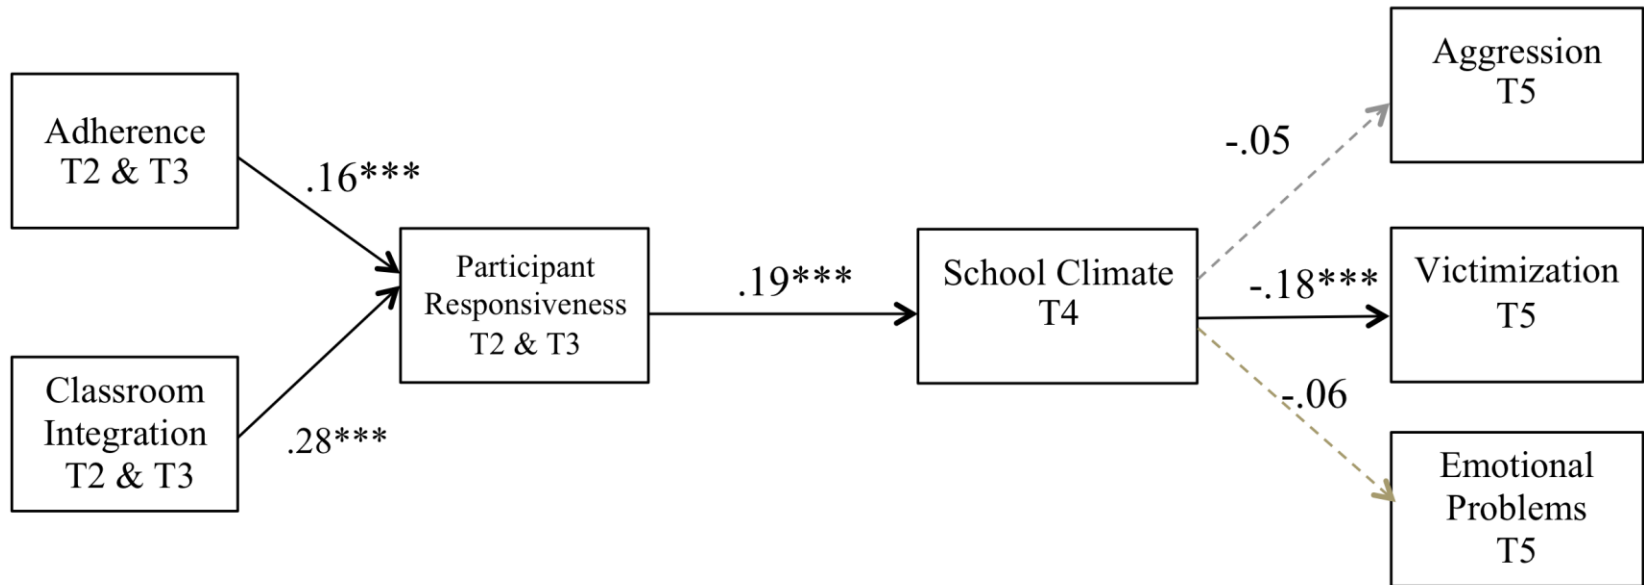 Adherence
T2 & T3
.16***
Classroom
Integration
T2 & T3
.28***
Participant
Responsiveness
T2 & T3
.19***
School Climate
T4
-.05
-.18***
-.06
Aggression
T5
Victimization
T5
Emotional
Problems
T5